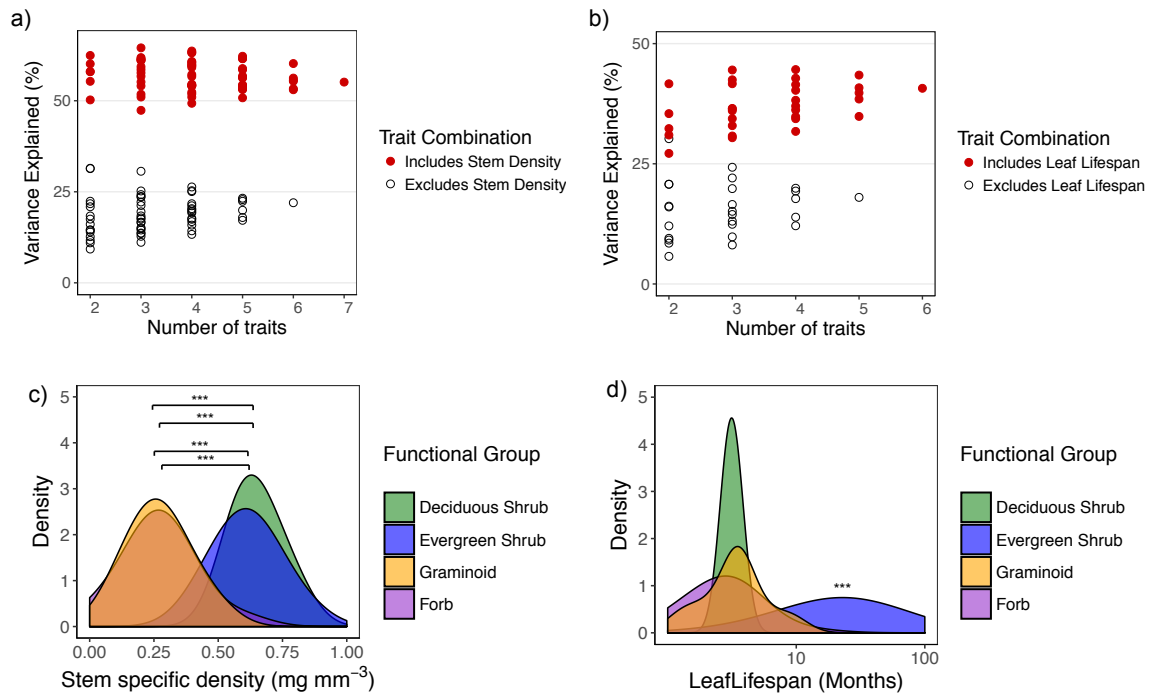 a)
Variance Explained (%)
50
25
0
2 3 4 5 6 7
Number of traits
Trait Combination
Includes Stem Density
Excludes Stem Density
b)
Variance Explained (%)
50
25
0
2 3 4 5 6
Number of traits
Trait Combination
Includes Leaf Lifespan
Excludes Leaf Lifespan
c)
Density
5
4
3
2
1
0
***
***
***
***
0.00 0.25 0.50 0.75 1.00
Stem specific density (mg mm⁻³)
Functional Group
Deciduous Shrub
Evergreen Shrub
Graminoid
Forb
d)
Density
5
4
3
2
1
0
***
10 100
LeafLifespan (Months)
Functional Group
Deciduous Shrub
Evergreen Shrub
Graminoid
Forb